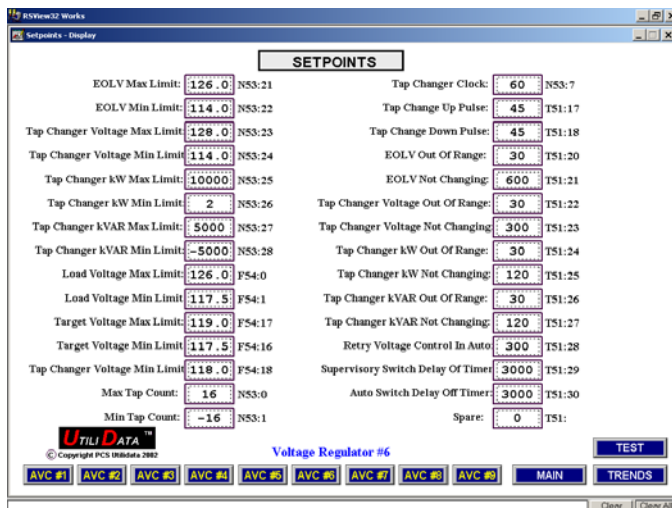 RSView32 Works
Setpoints - Display
SETPOINTS
EOLV Max Limit: 126.0 N53:21
EOLV Min Limit: 114.0 N53:22
Tap Changer Voltage Max Limit: 128.0 N53:23
Tap Changer Voltage Min Limit 114.0 N53:24
Tap Changer kW Max Limit: 10000 N53:25
Tap Changer kW Min Limit 2 N53:26
Tap Changer kVAR Max Limit: 5000 N53:27
Tap Changer kVAR Min Limit: -5000 N53:28
Load Voltage Max Limit: 126.0 F54:0
Load Voltage Min Limit 117.5 F54:1
Target Voltage Max Limit: 119.0 F54:17
Target Voltage Min Limit 117.5 F54:16
Tap Changer Voltage Min Limit 118.0 F54:18
Max Tap Count: 16 N53:0
Min Tap Count: -16 N53:1
Tap Changer Clock: 60 N53:7
Tap Change Up Pulse: 45 T51:17
Tap Change Down Pulse: 45 T51:18
EOLV Out Of Range: 30 T51:20
EOLV Not Changing: 600 T51:21
Tap Changer Voltage Out Of Range: 30 T51:22
Tap Changer Voltage Not Changing 300 T51:23
Tap Changer kW Out Of Range: 30 T51:24
Tap Changer kW Not Changing: 120 T51:25
Tap Changer kVAR Out Of Range: 30 T51:26
Tap Changer kVAR Not Changing: 120 T51:27
Retry Voltage Control In Auto: 300 T51:28
Supervisory Switch Delay Of Timer 3000 T51:29
Auto Switch Delay Off Timer: 3000 T51:30
Spare: 0 T51:
UTILIDATA ™
© Copyright PCS Utilidata 2002
Voltage Regulator #6
TEST
AVC #1 AVC #2 AVC #3 AVC #4 AVC #5 AVC #6 AVC #7 AVC #8 AVC #9 MAIN TRENDS
Clear Clear All